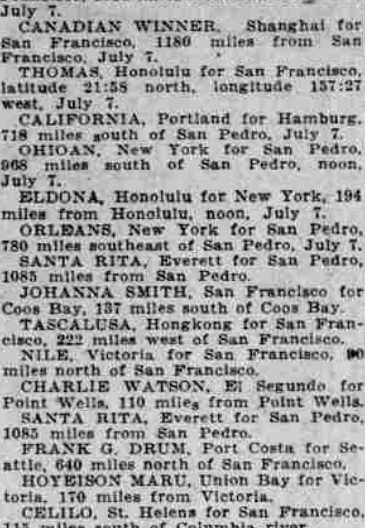 July 7.
CANADIAN WINNER, Shanghai for
San Francisco, 1180 miles from San
Francisco, July 7.
THOMAS, Honolulu for San Francisco,
latitude 21:58 north, longitude 157:27
west, July 7.
CALIFORNIA, Portland for Hamburg,
718 miles south of San Pedro, July 7.
OHIOAN, New York for San Pedro,
968 miles south of San Pedro, noon,
July 7.
ELDONA, Honolulu for New York, 194
miles from Honolulu, noon, July 7.
ORLEANS, New York for San Pedro,
780 miles southeast of San Pedro, July 7.
SANTA RITA, Everett for San Pedro,
1085 miles from San Pedro.
JOHANNA SMITH, San Francisco for
Coos Bay, 137 miles south of Coos Bay.
TASCALUSA, Hongkong for San Fran-
cisco, 222 miles west of San Francisco.
NILE, Victoria for San Francisco, 90
miles north of San Francisco.
CHARLIE WATSON, El Segundo for
Point Wells, 110 miles from Point Wells.
SANTA RITA, Everett for San Pedro,
1085 miles from San Pedro.
FRANK G. DRUM, Port Costa for Se-
attle, 640 miles north of San Francisco.
HOYEISON MARU, Union Bay for Vic-
toria, 170 miles from Victoria.
CELILO, St. Helens for San Francisco,
115 miles south of Columbia river